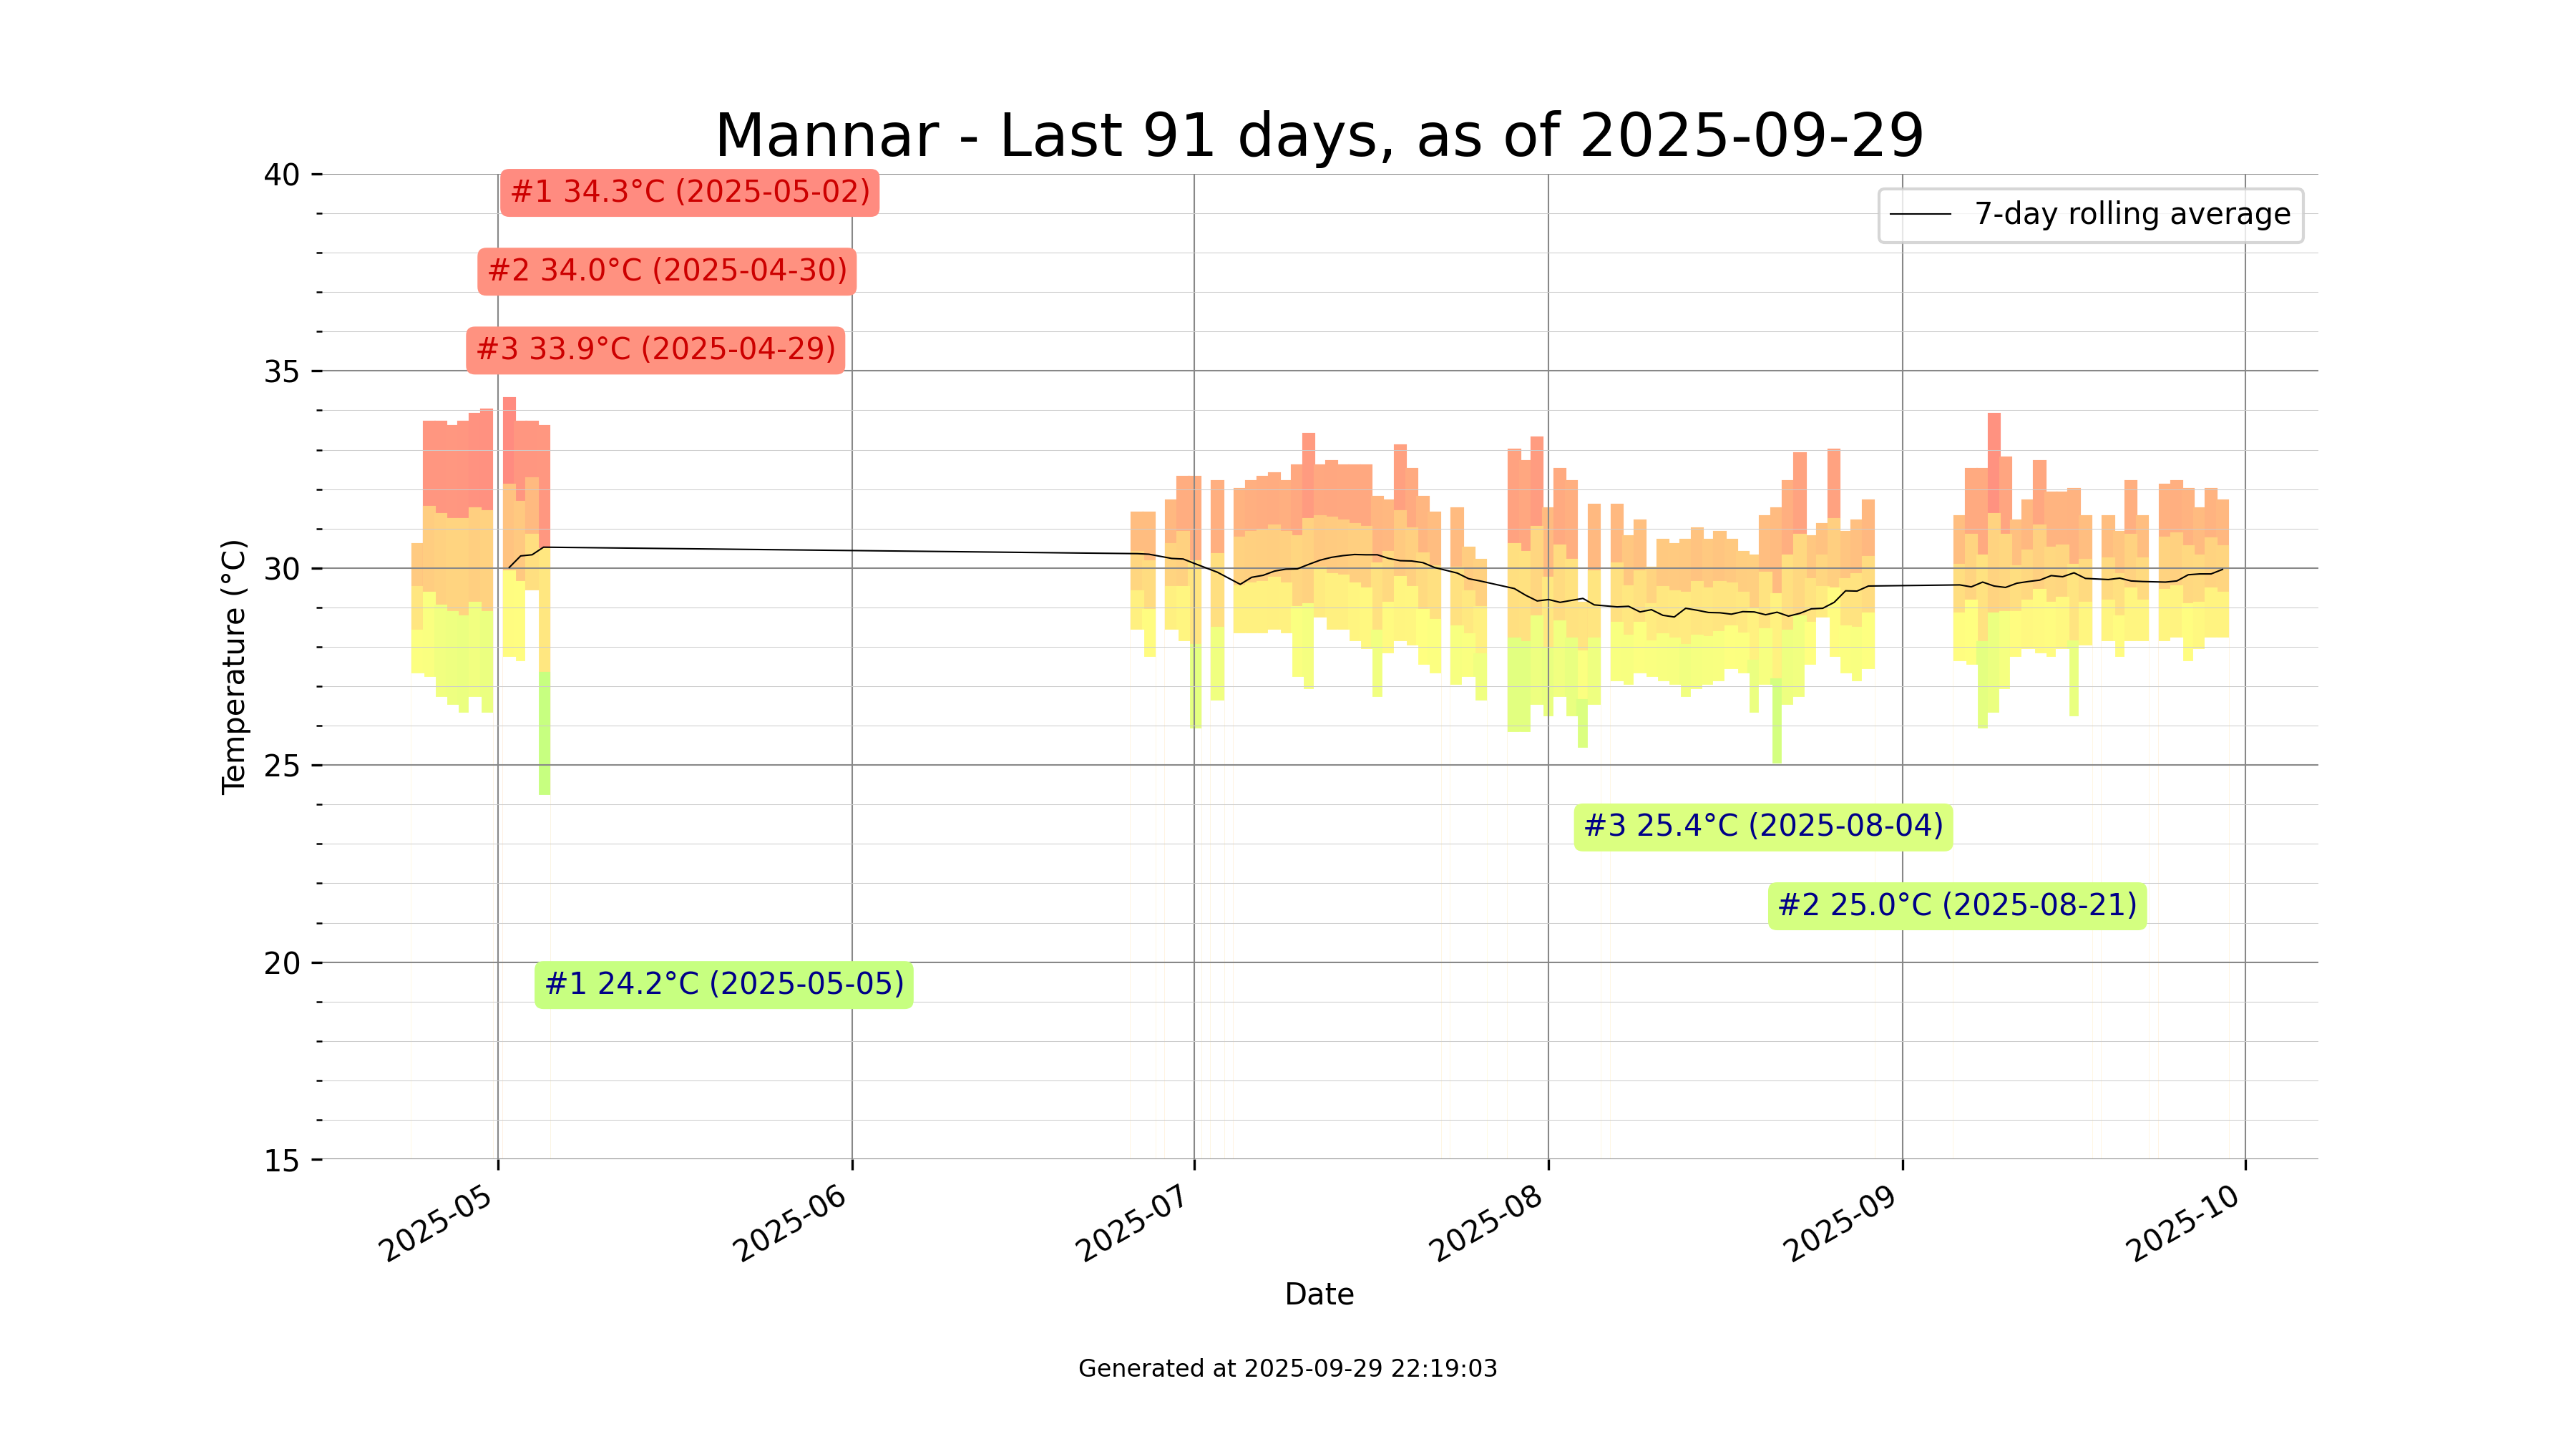 Mannar - Last 91 days, as of 2025-09-29
40
#1 34.3°C (2025-05-02)
7-day rolling average
#2 34.0°C (2025-04-30)
#3 33.9°C (2025-04-29)
35
30
Temperature (°C)
25
#3 25.4°C (2025-08-04)
#2 25.0°C (2025-08-21)
20
#1 24.2°C (2025-05-05)
15
2025-05
2025-06
2025-07
2025-08
2025-09
2025-10
Date
Generated at 2025-09-29 22:19:03